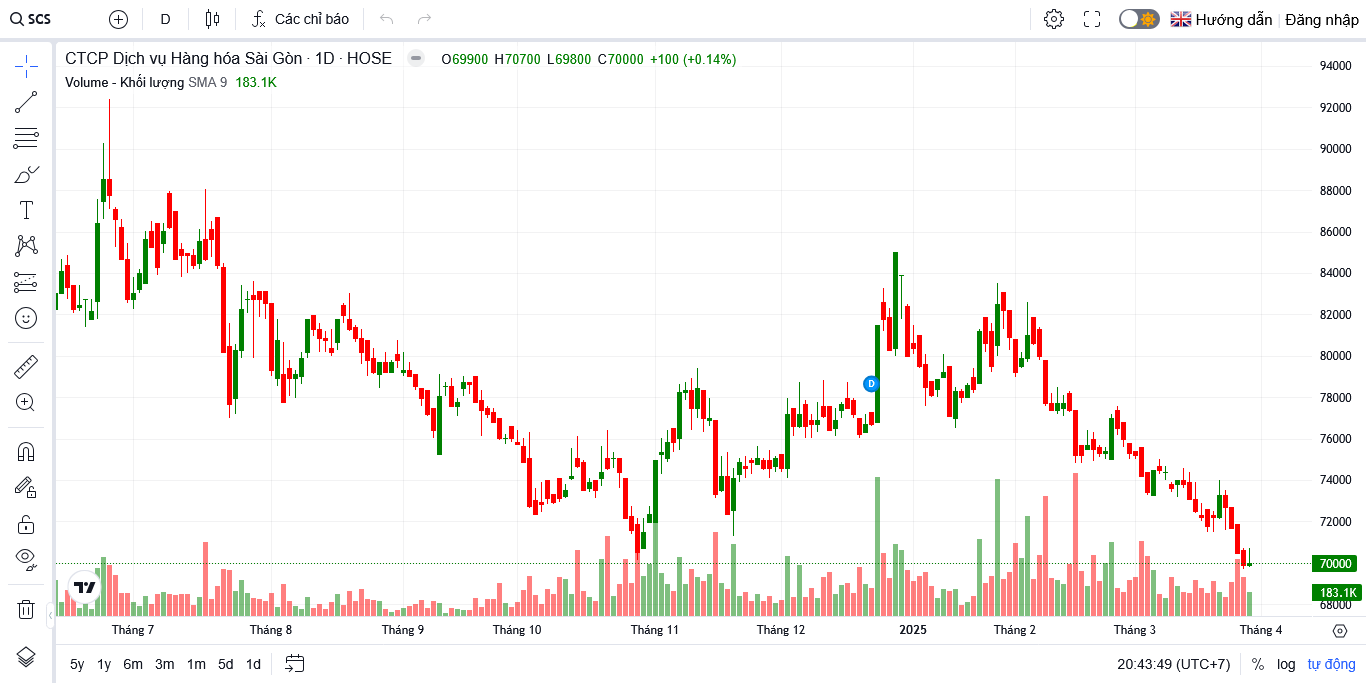 SCS D Các chỉ báo Hướng dẫn Đăng nhập
CTCP Dịch vụ Hàng hóa Sài Gòn · 1D · HOSE O69900 H70700 L69800 C70000 +100 (+0.14%)
Volume - Khối lượng SMA 9 183.1K
94000
92000
90000
88000
86000
84000
82000
80000
78000
76000
74000
72000
70000
183.1K
68000
D
Tháng 7 Tháng 8 Tháng 9 Tháng 10 Tháng 11 Tháng 12 2025 Tháng 2 Tháng 3 Tháng 4
5y 1y 6m 3m 1m 5d 1d 20:43:49 (UTC+7) % log tự động